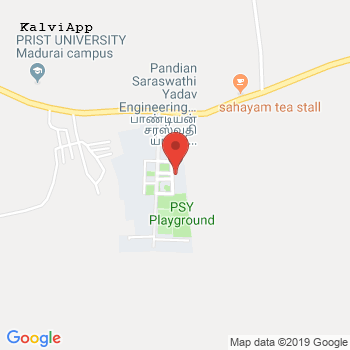 KalviApp
PRIST UNIVERSITY
Madurai campus
Pandian
Saraswathi
Yadav
Engineering...
பாண்டியன்
சரஸ்வதி
யா...
sahayam tea stall
PSY
Playground
Google
Map data ©2019 Google